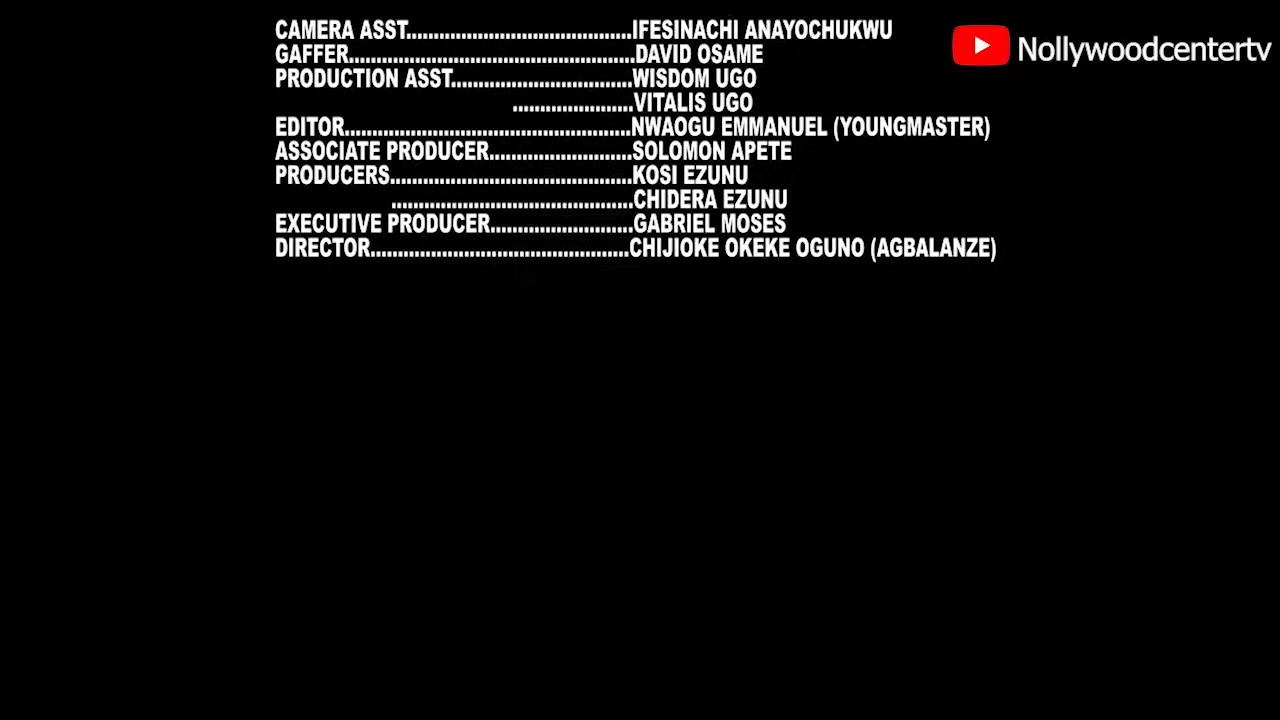 CAMERA ASST..........................................IFESINACHI ANAYOCHUKWU
GAFFER.....................................................DAVID OSAME
PRODUCTION ASST.................................WISDOM UGO
......................VITALIS UGO
EDITOR.....................................................NWAOGU EMMANUEL (YOUNGMASTER)
ASSOCIATE PRODUCER..........................SOLOMON APETE
PRODUCERS............................................KOSI EZUNU
............................................CHIDERA EZUNU
EXECUTIVE PRODUCER..........................GABRIEL MOSES
DIRECTOR................................................CHIJIOKE OKEKE OGUNO (AGBALANZE)
Nollywoodcentertv